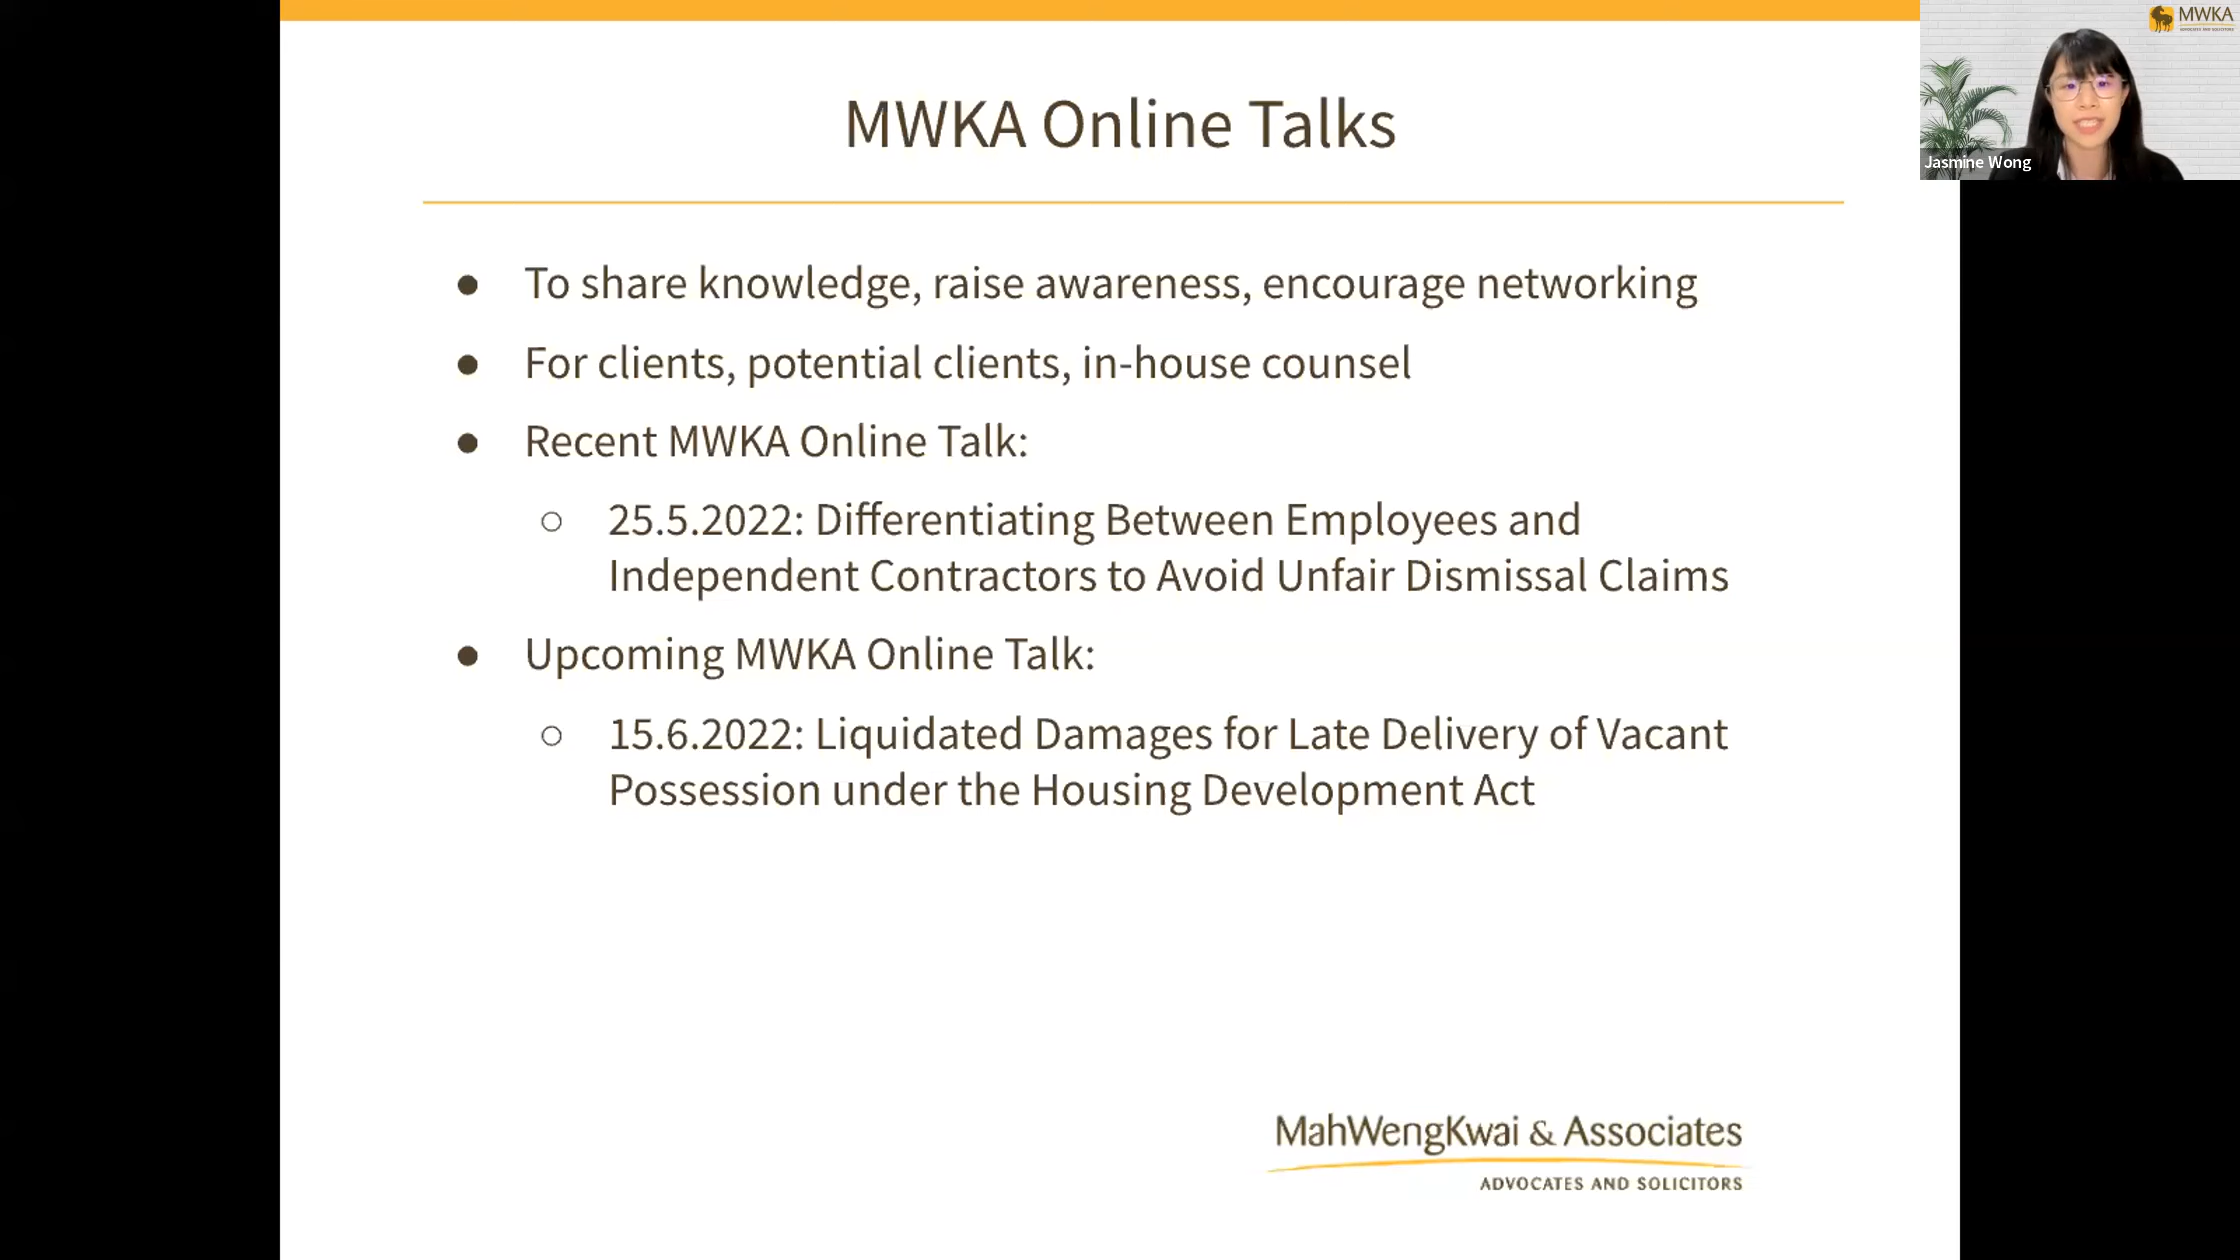 MWKA Online Talks
● To share knowledge, raise awareness, encourage networking
● For clients, potential clients, in-house counsel
● Recent MWKA Online Talk:
○ 25.5.2022: Differentiating Between Employees and
Independent Contractors to Avoid Unfair Dismissal Claims
● Upcoming MWKA Online Talk:
○ 15.6.2022: Liquidated Damages for Late Delivery of Vacant
Possession under the Housing Development Act
MahWengKwai & Associates
ADVOCATES AND SOLICITORS
MWKA
ADVOCATES AND SOLICITORS
Jasmine Wong